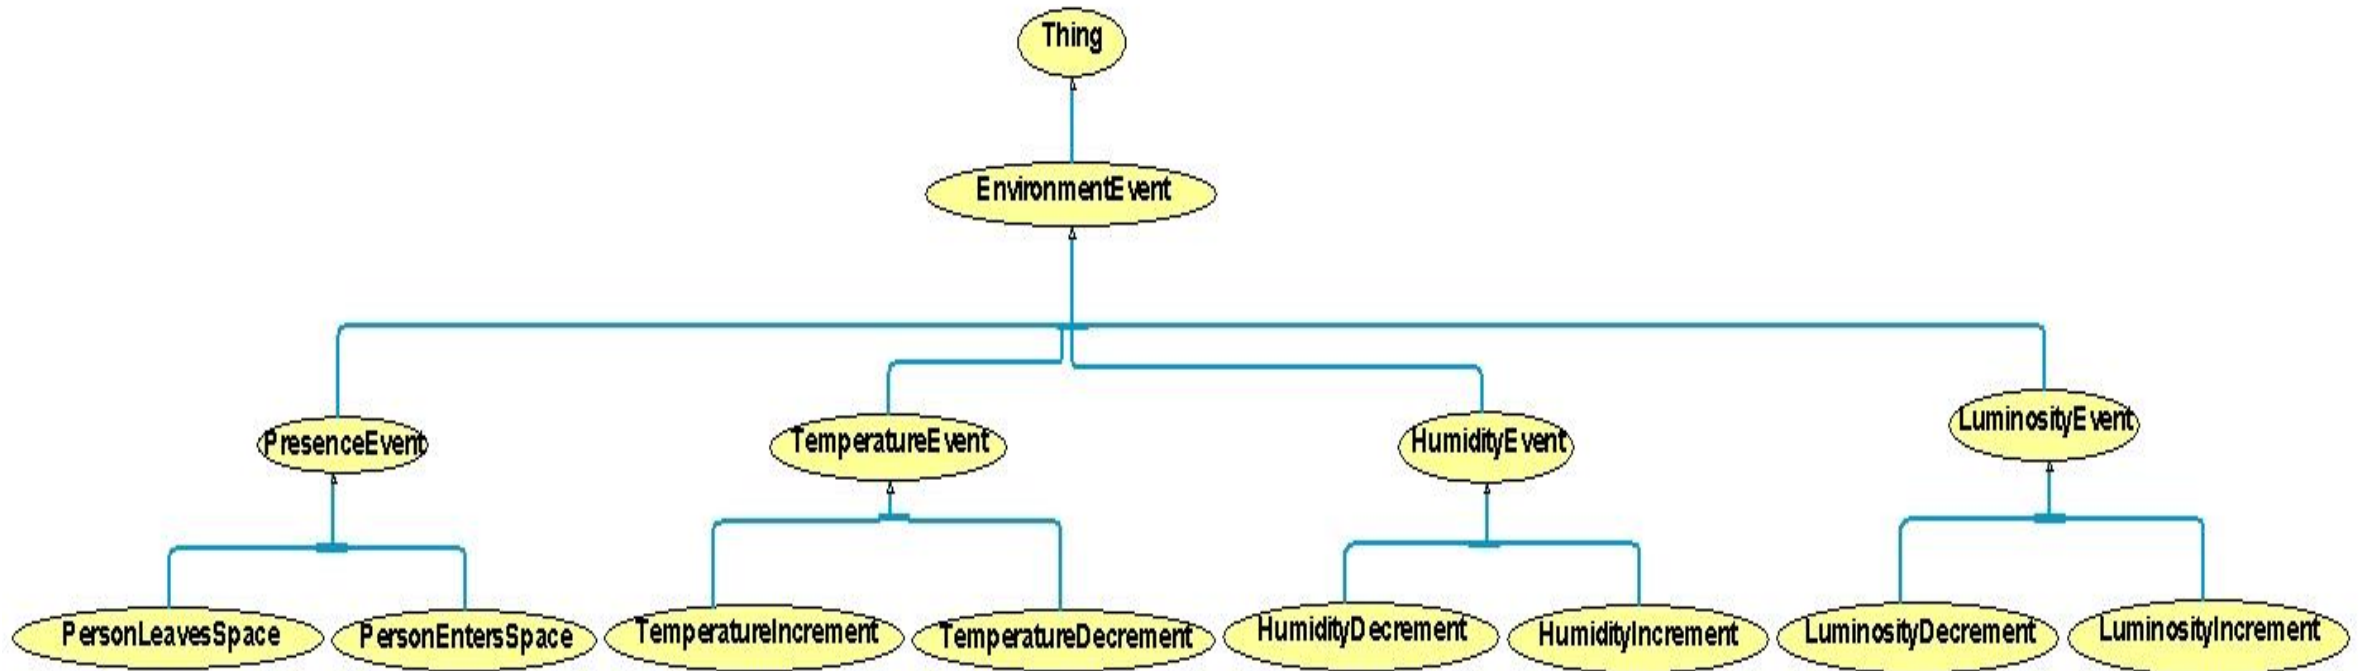 Thing
EnvironmentEvent
PresenceEvent
TemperatureEvent
HumidityEvent
LuminosityEvent
PersonLeavesSpace
PersonEntersSpace
TemperatureIncrement
TemperatureDecrement
HumidityDecrement
HumidityIncrement
LuminosityDecrement
LuminosityIncrement